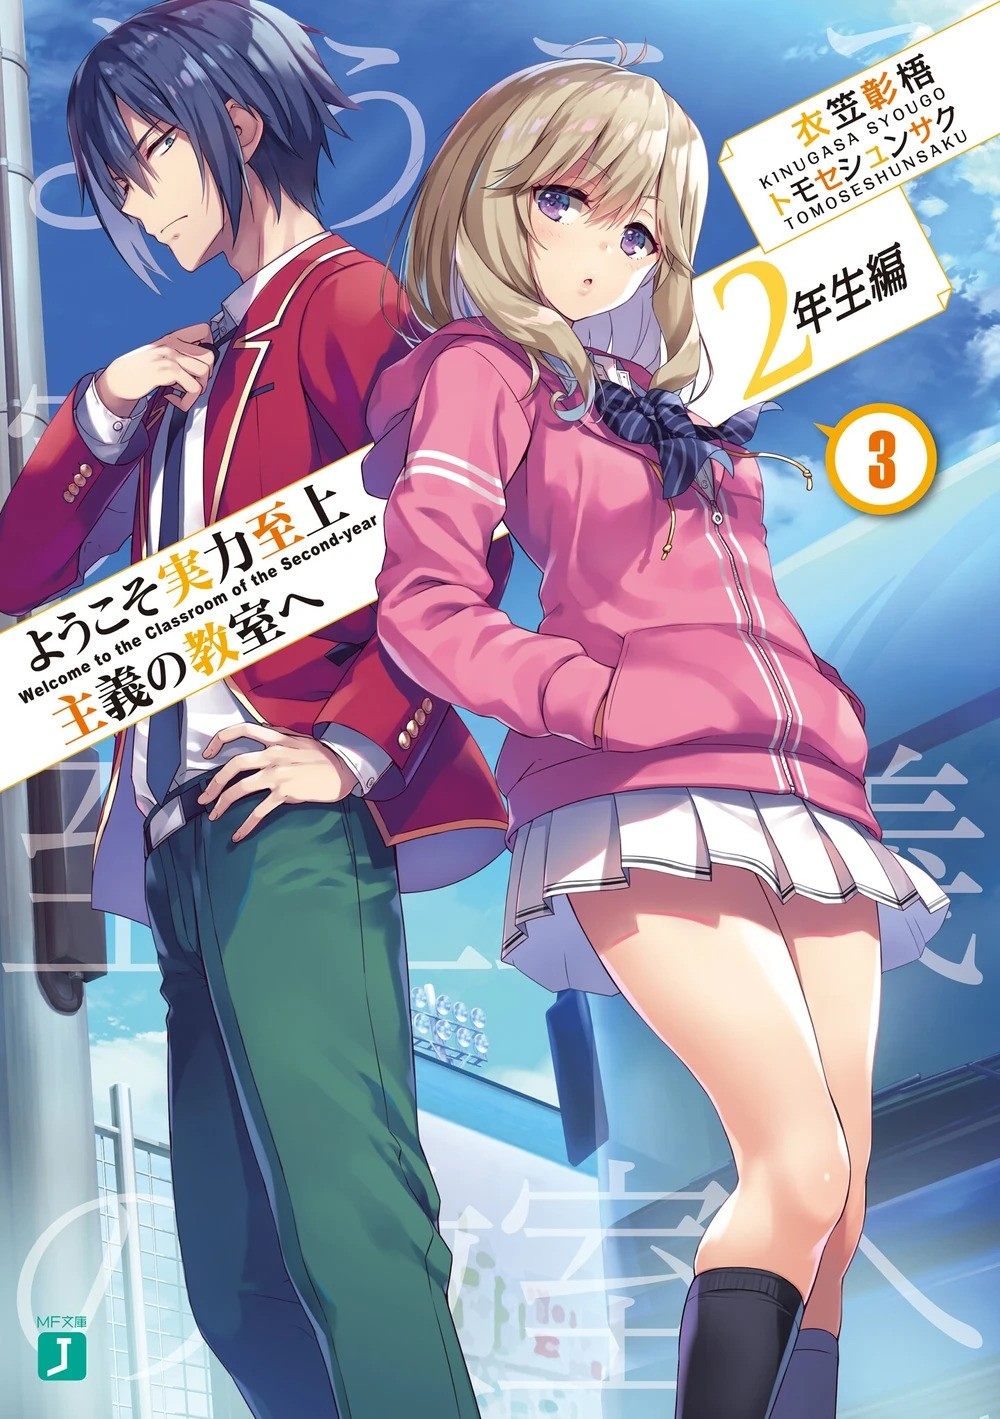 衣笠彰梧
KINUGASA SYOUGO
トモセシュンサク
TOMOSESHUNSAKU
2年生編
3
ようこそ実力至上
Welcome to the Classroom of the Second-year
主義の教室へ
MF文庫
J